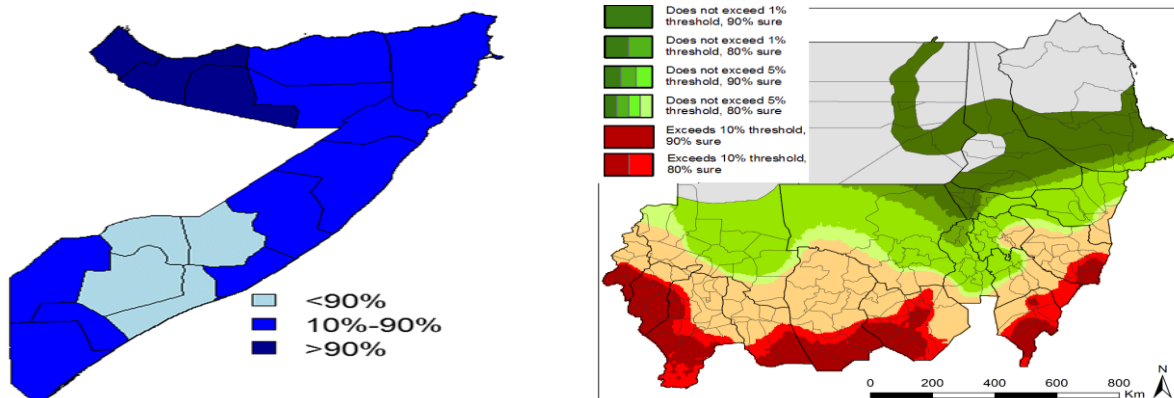 <90%
10%-90%
>90%
Does not exceed 1%
threshold, 90% sure
Does not exceed 1%
threshold, 80% sure
Does not exceed 5%
threshold, 90% sure
Does not exceed 5%
threshold, 80% sure
Exceeds 10% threshold,
90% sure
Exceeds 10% threshold,
80% sure
N
0 200 400 600 800
Km